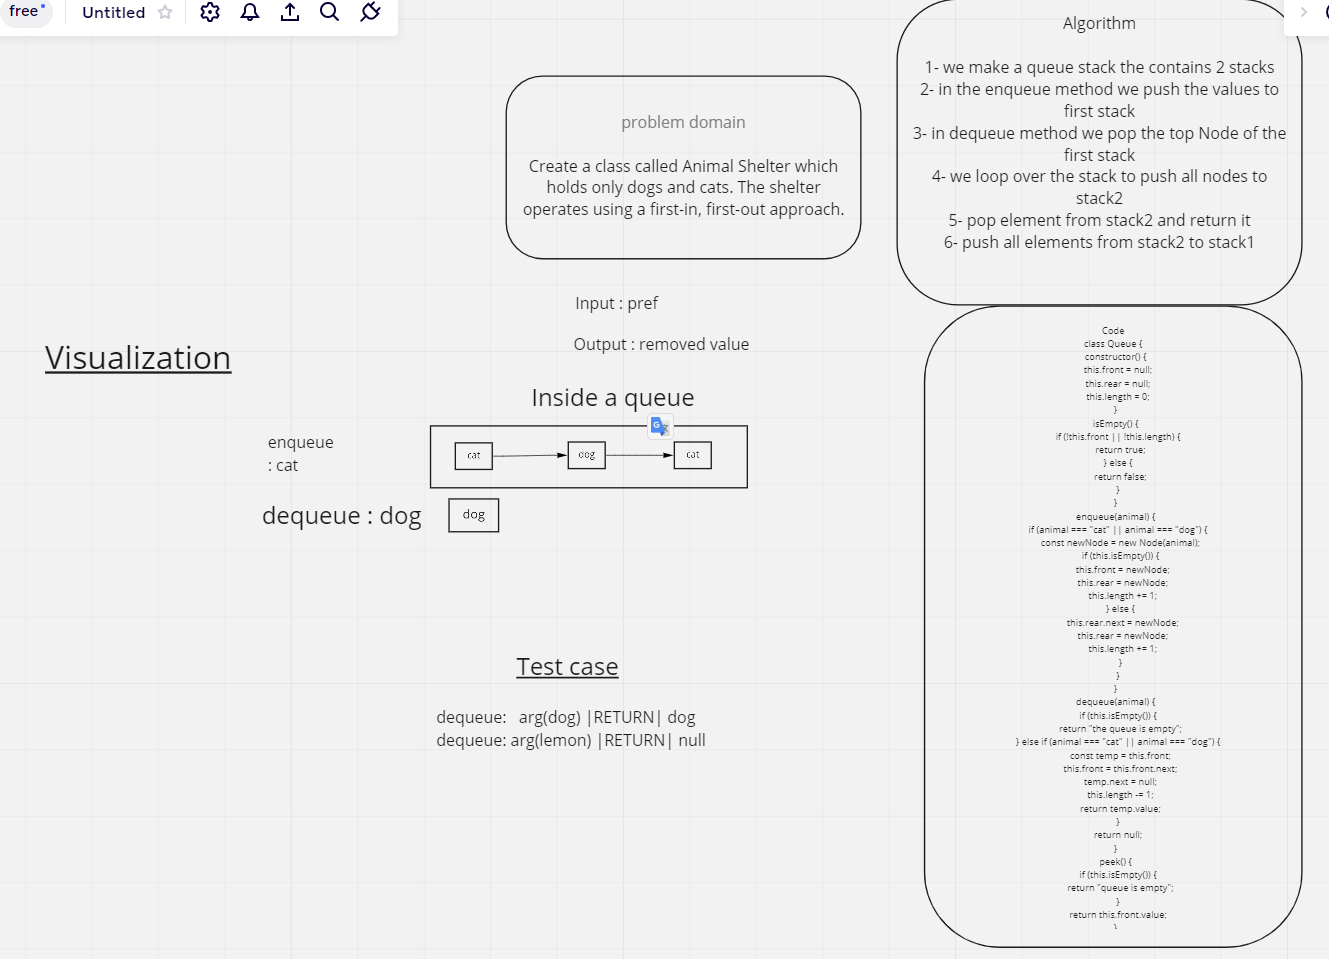 free
Untitled
problem domain
Create a class called Animal Shelter which
holds only dogs and cats. The shelter
operates using a first-in, first-out approach.
Algorithm
1- we make a queue stack the contains 2 stacks
2- in the enqueue method we push the values to
first stack
3- in dequeue method we pop the top Node of the
first stack
4- we loop over the stack to push all nodes to
stack2
5- pop element from stack2 and return it
6- push all elements from stack2 to stack1
Input : pref
Output : removed value
Visualization
Inside a queue
enqueue
: cat
cat
dog
cat
dequeue : dog
dog
Test case
dequeue: arg(dog) |RETURN| dog
dequeue: arg(lemon) |RETURN| null
Code
class Queue {
constructor() {
this.front = null;
this.rear = null;
this.length = 0;
}
isEmpty() {
if (!this.front || !this.length) {
return true;
} else {
return false;
}
}
enqueue(animal) {
if (animal === "cat" || animal === "dog") {
const newNode = new Node(animal);
if (this.isEmpty()) {
this.front = newNode;
this.rear = newNode;
this.length += 1;
} else {
this.rear.next = newNode;
this.rear = newNode;
this.length += 1;
}
}
}
dequeue(animal) {
if (this.isEmpty()) {
return "the queue is empty";
} else if (animal === "cat" || animal === "dog") {
const temp = this.front;
this.front = this.front.next;
temp.next = null;
this.length -= 1;
return temp.value;
}
return null;
}
peek() {
if (this.isEmpty()) {
return "queue is empty";
}
return this.front.value;
}